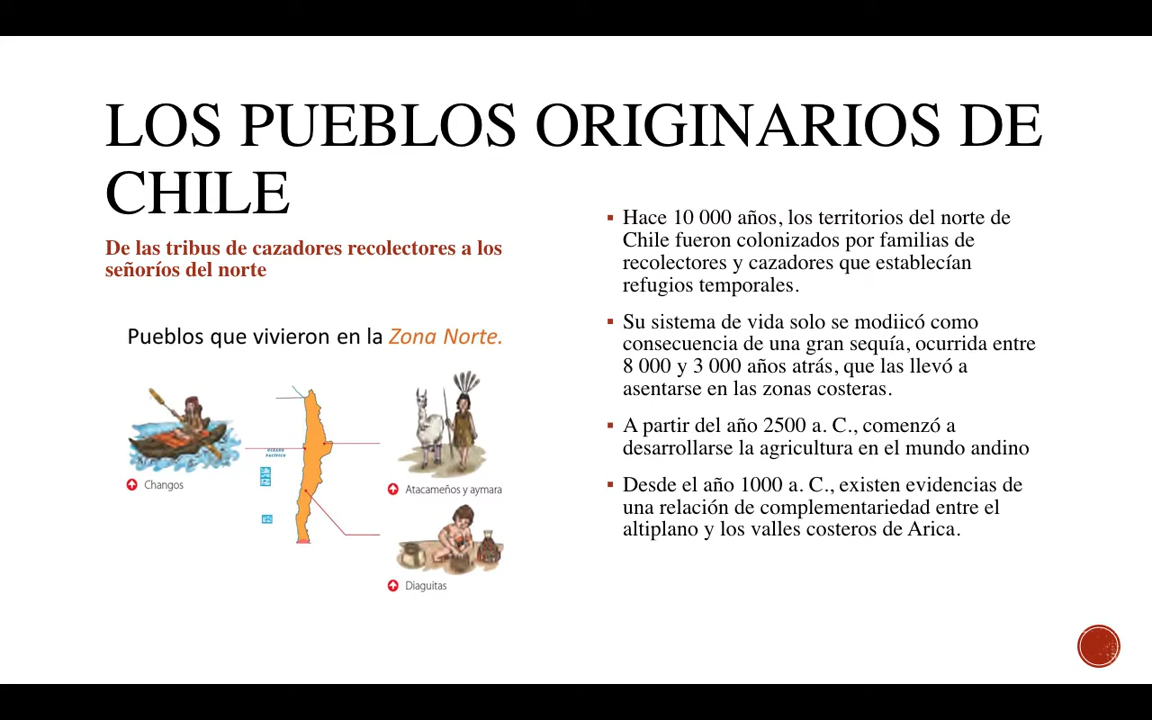 LOS PUEBLOS ORIGINARIOS DE
CHILE
De las tribus de cazadores recolectores a los
señoríos del norte
Pueblos que vivieron en la Zona Norte.
OCÉANO
PACÍFICO
Changos
Atacameños y aymara
Diaguitas
Hace 10 000 años, los territorios del norte de
Chile fueron colonizados por familias de
recolectores y cazadores que establecían
refugios temporales.
Su sistema de vida solo se modiicó como
consecuencia de una gran sequía, ocurrida entre
8 000 y 3 000 años atrás, que las llevó a
asentarse en las zonas costeras.
A partir del año 2500 a. C., comenzó a
desarrollarse la agricultura en el mundo andino
Desde el año 1000 a. C., existen evidencias de
una relación de complementariedad entre el
altiplano y los valles costeros de Arica.